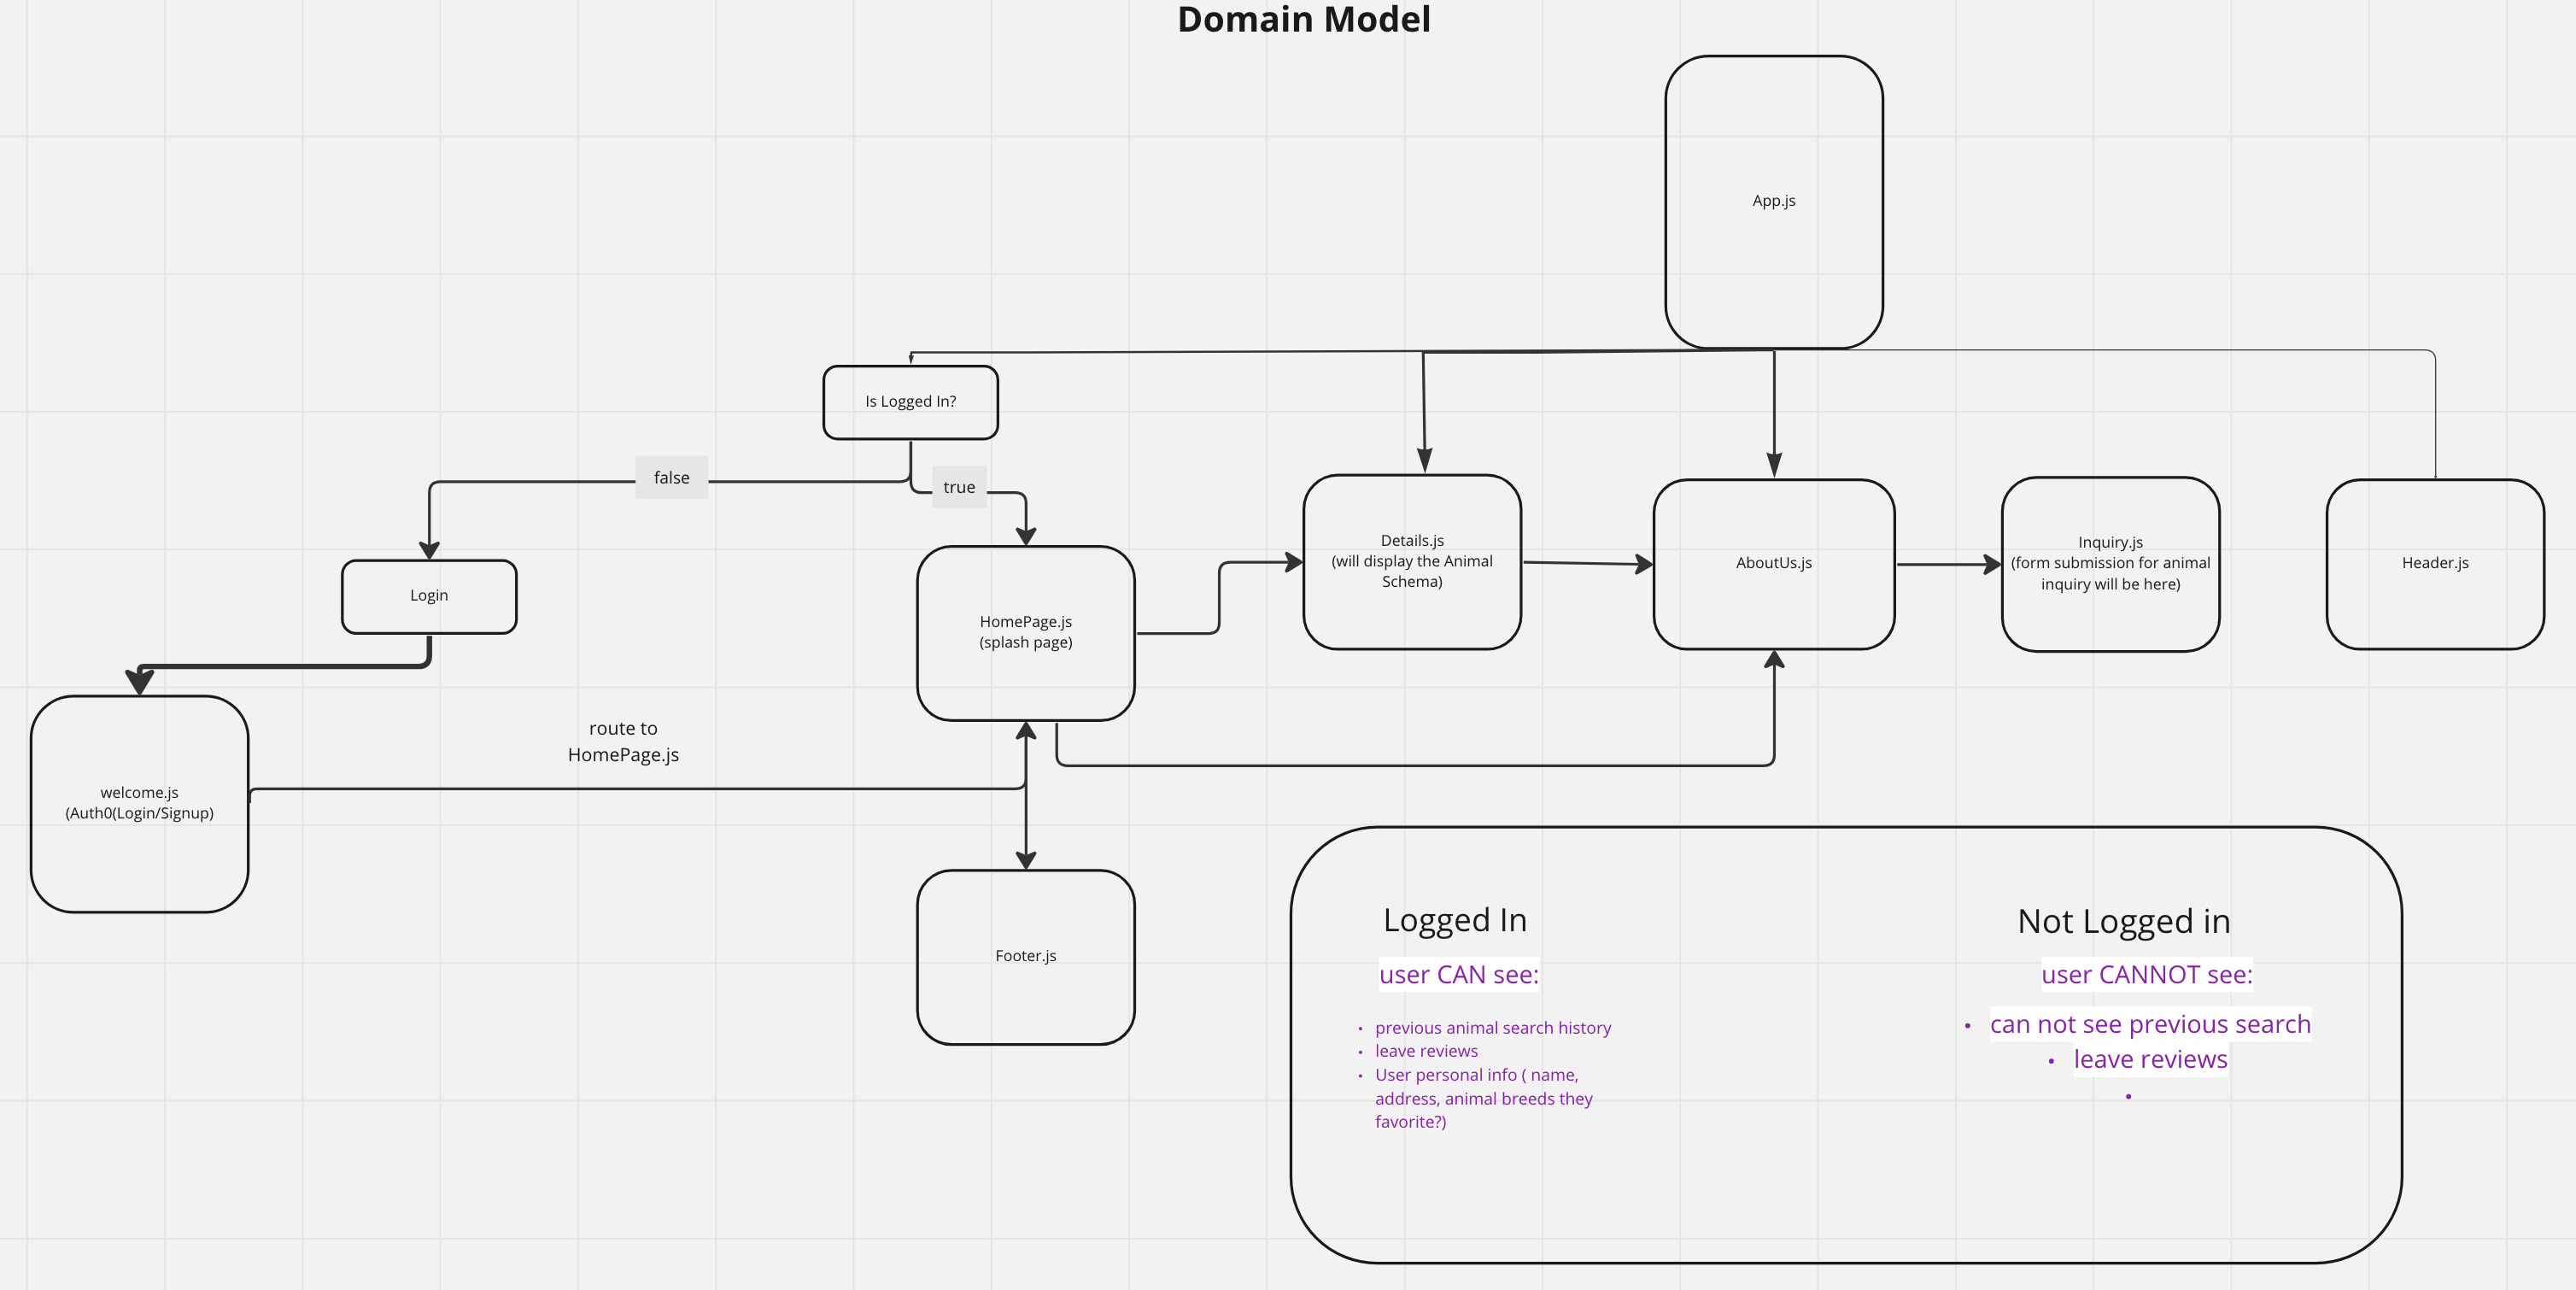 Domain Model
App.js
Is Logged In?
false
true
Login
HomePage.js
(splash page)
Details.js
(will display the Animal
Schema)
AboutUs.js
Inquiry.js
(form submission for animal
inquiry will be here)
Header.js
welcome.js
(Auth0(Login/Signup)
route to
HomePage.js
Footer.js
Logged In
user CAN see:
• previous animal search history
• leave reviews
• User personal info ( name,
address, animal breeds they
favorite?)
Not Logged in
user CANNOT see:
• can not see previous search
• leave reviews
•